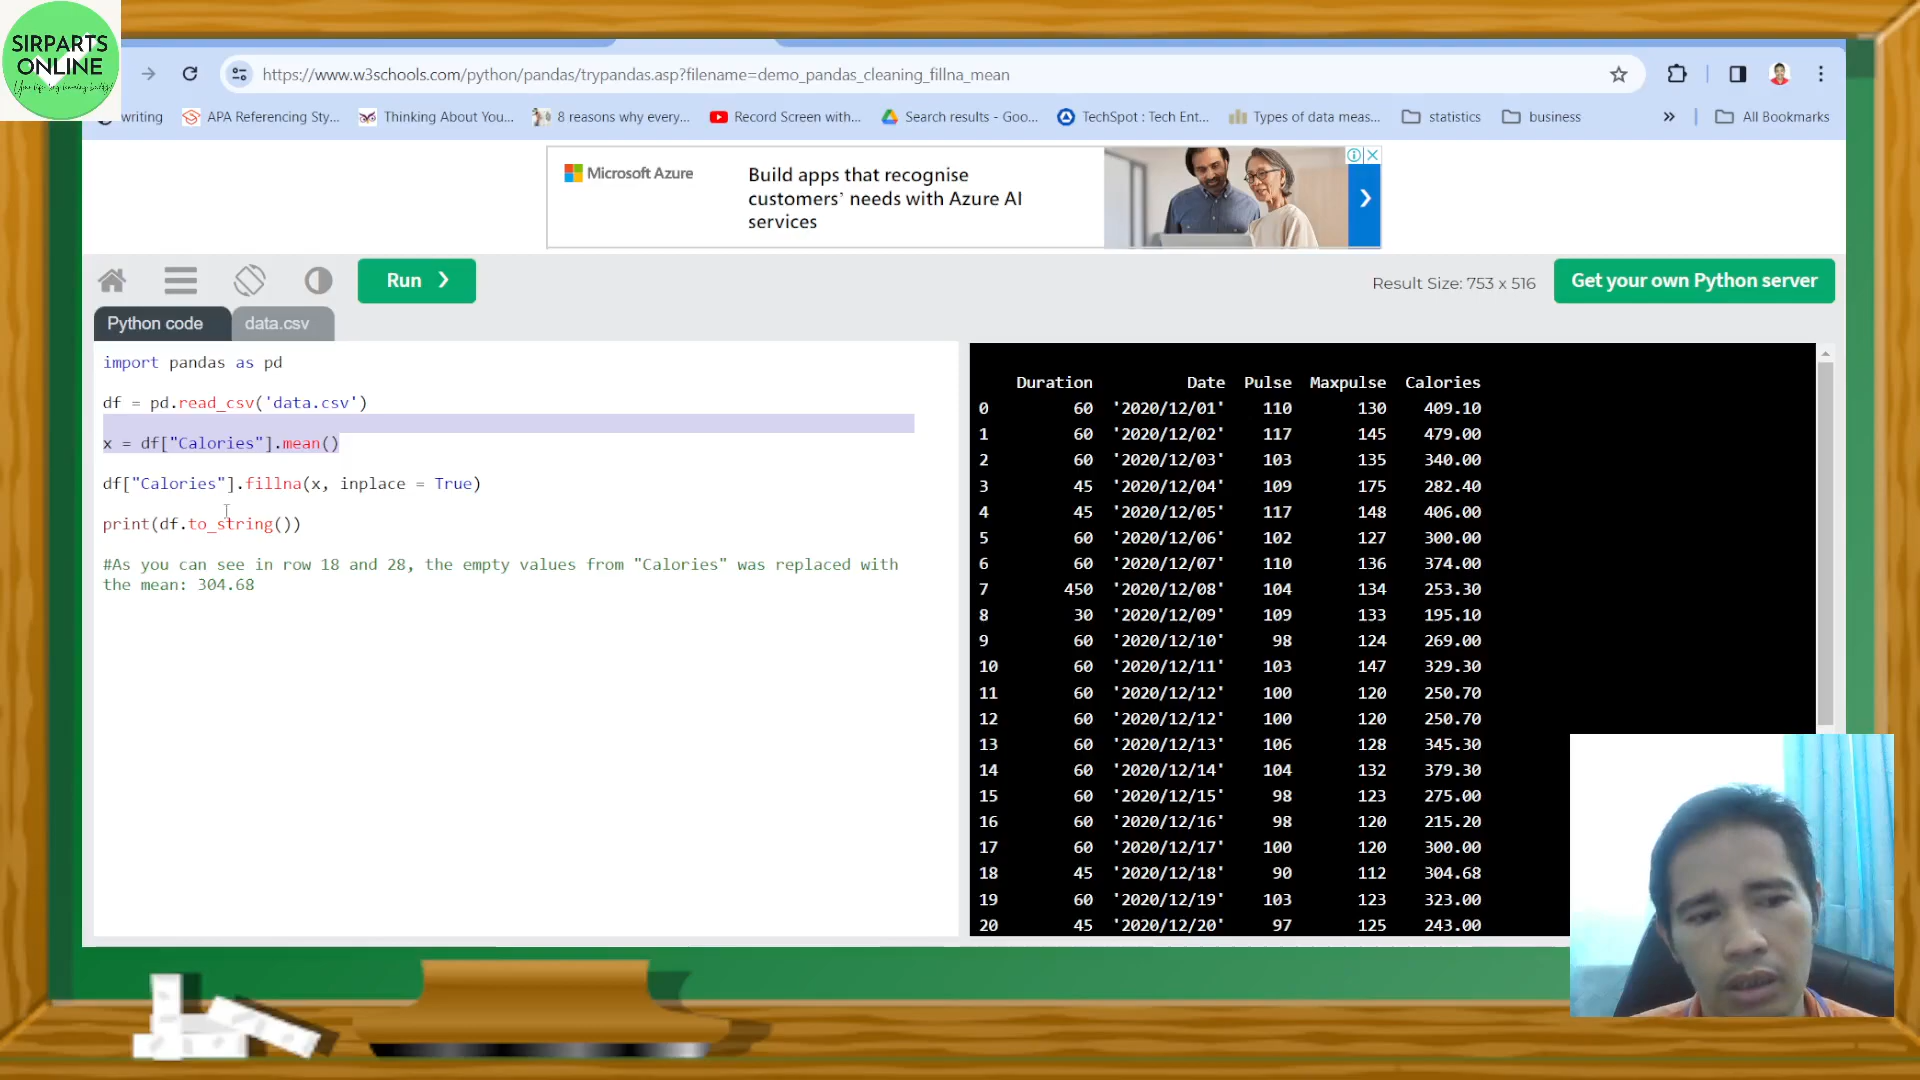 SIRPARTS
ONLINE
https://www.w3schools.com/python/pandas/trypandas.asp?filename=demo_pandas_cleaning_fillna_mean
writing
APA Referencing Sty...
Thinking About You...
8 reasons why every...
Record Screen with...
Search results - Goo...
TechSpot : Tech Ent...
Types of data meas...
statistics
business
»
All Bookmarks
Microsoft Azure
Build apps that recognise
customers' needs with Azure AI
services
Run ❯
Result Size: 753 x 516
Get your own Python server
Python code
data.csv
import pandas as pd
df = pd.read_csv('data.csv')
x = df["Calories"].mean()
df["Calories"].fillna(x, inplace = True)
print(df.to_string())
#As you can see in row 18 and 28, the empty values from "Calories" was replaced with
the mean: 304.68
Duration Date Pulse Maxpulse Calories
0 60 '2020/12/01' 110 130 409.10
1 60 '2020/12/02' 117 145 479.00
2 60 '2020/12/03' 103 135 340.00
3 45 '2020/12/04' 109 175 282.40
4 45 '2020/12/05' 117 148 406.00
5 60 '2020/12/06' 102 127 300.00
6 60 '2020/12/07' 110 136 374.00
7 450 '2020/12/08' 104 134 253.30
8 30 '2020/12/09' 109 133 195.10
9 60 '2020/12/10' 98 124 269.00
10 60 '2020/12/11' 103 147 329.30
11 60 '2020/12/12' 100 120 250.70
12 60 '2020/12/12' 100 120 250.70
13 60 '2020/12/13' 106 128 345.30
14 60 '2020/12/14' 104 132 379.30
15 60 '2020/12/15' 98 123 275.00
16 60 '2020/12/16' 98 120 215.20
17 60 '2020/12/17' 100 120 300.00
18 45 '2020/12/18' 90 112 304.68
19 60 '2020/12/19' 103 123 323.00
20 45 '2020/12/20' 97 125 243.00